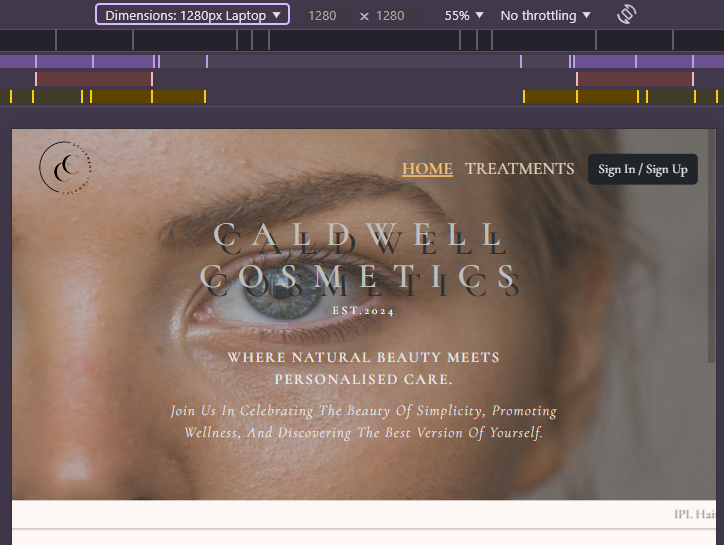 Dimensions: 1280px Laptop ▼ 1280 x 1280 55% ▼ No throttling ▼
HOME TREATMENTS Sign In / Sign Up
CALDWELL
COSMETICS
EST.2024
WHERE NATURAL BEAUTY MEETS
PERSONALISED CARE.
Join Us In Celebrating The Beauty Of Simplicity, Promoting
Wellness, And Discovering The Best Version Of Yourself.
IPL Hai